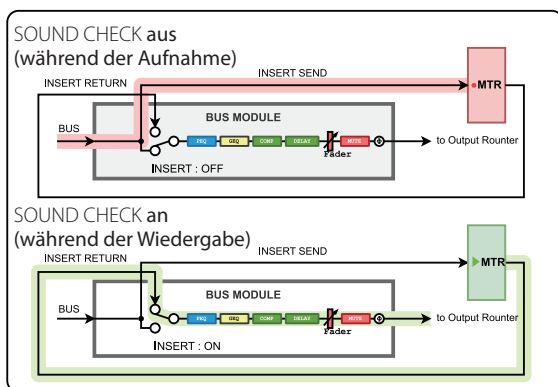 SOUND CHECK aus
(während der Aufnahme)
INSERT RETURN
INSERT SEND
MTR
BUS MODULE
BUS
PEQ GEQ COMP DELAY MUTE
Fader
to Output Rounter
INSERT : OFF
SOUND CHECK an
(während der Wiedergabe)
INSERT RETURN
INSERT SEND
MTR
BUS MODULE
BUS
PEQ GEQ COMP DELAY MUTE
Fader
to Output Rounter
INSERT : ON